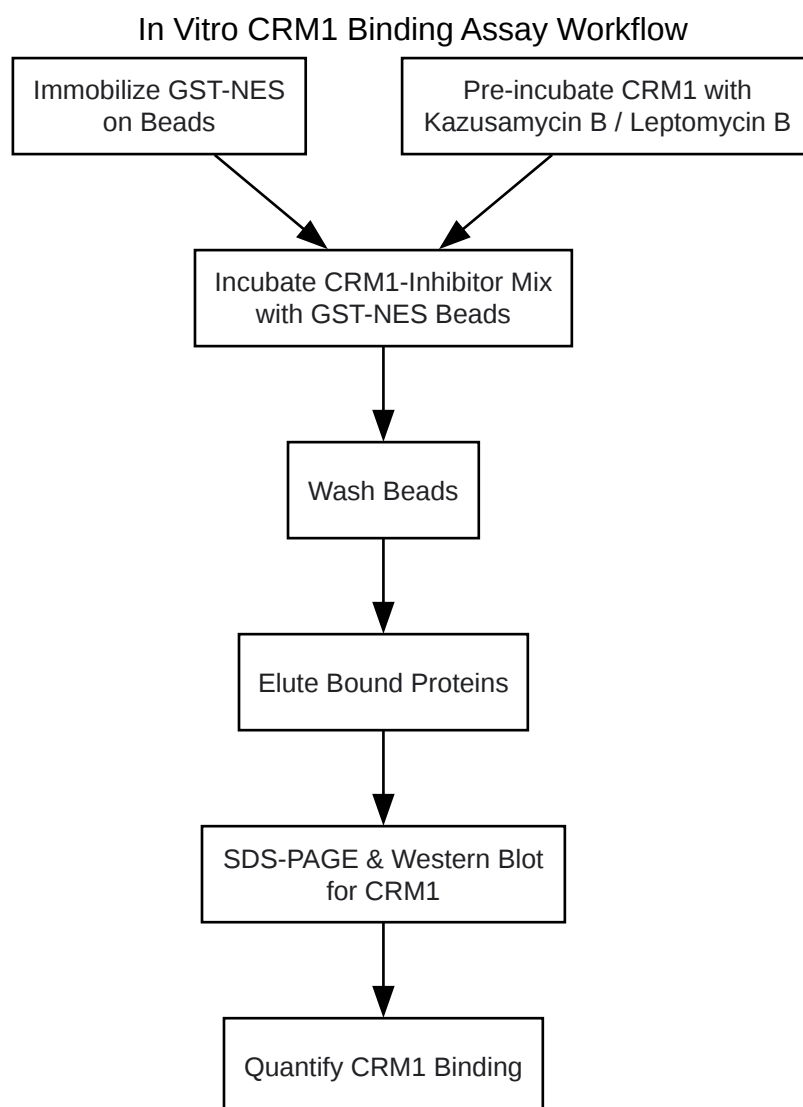 In Vitro CRM1 Binding Assay Workflow
Immobilize GST-NES
on Beads
Pre-incubate CRM1 with
Kazusamycin B / Leptomycin B
Incubate CRM1-Inhibitor Mix
with GST-NES Beads
Wash Beads
Elute Bound Proteins
SDS-PAGE & Western Blot
for CRM1
Quantify CRM1 Binding